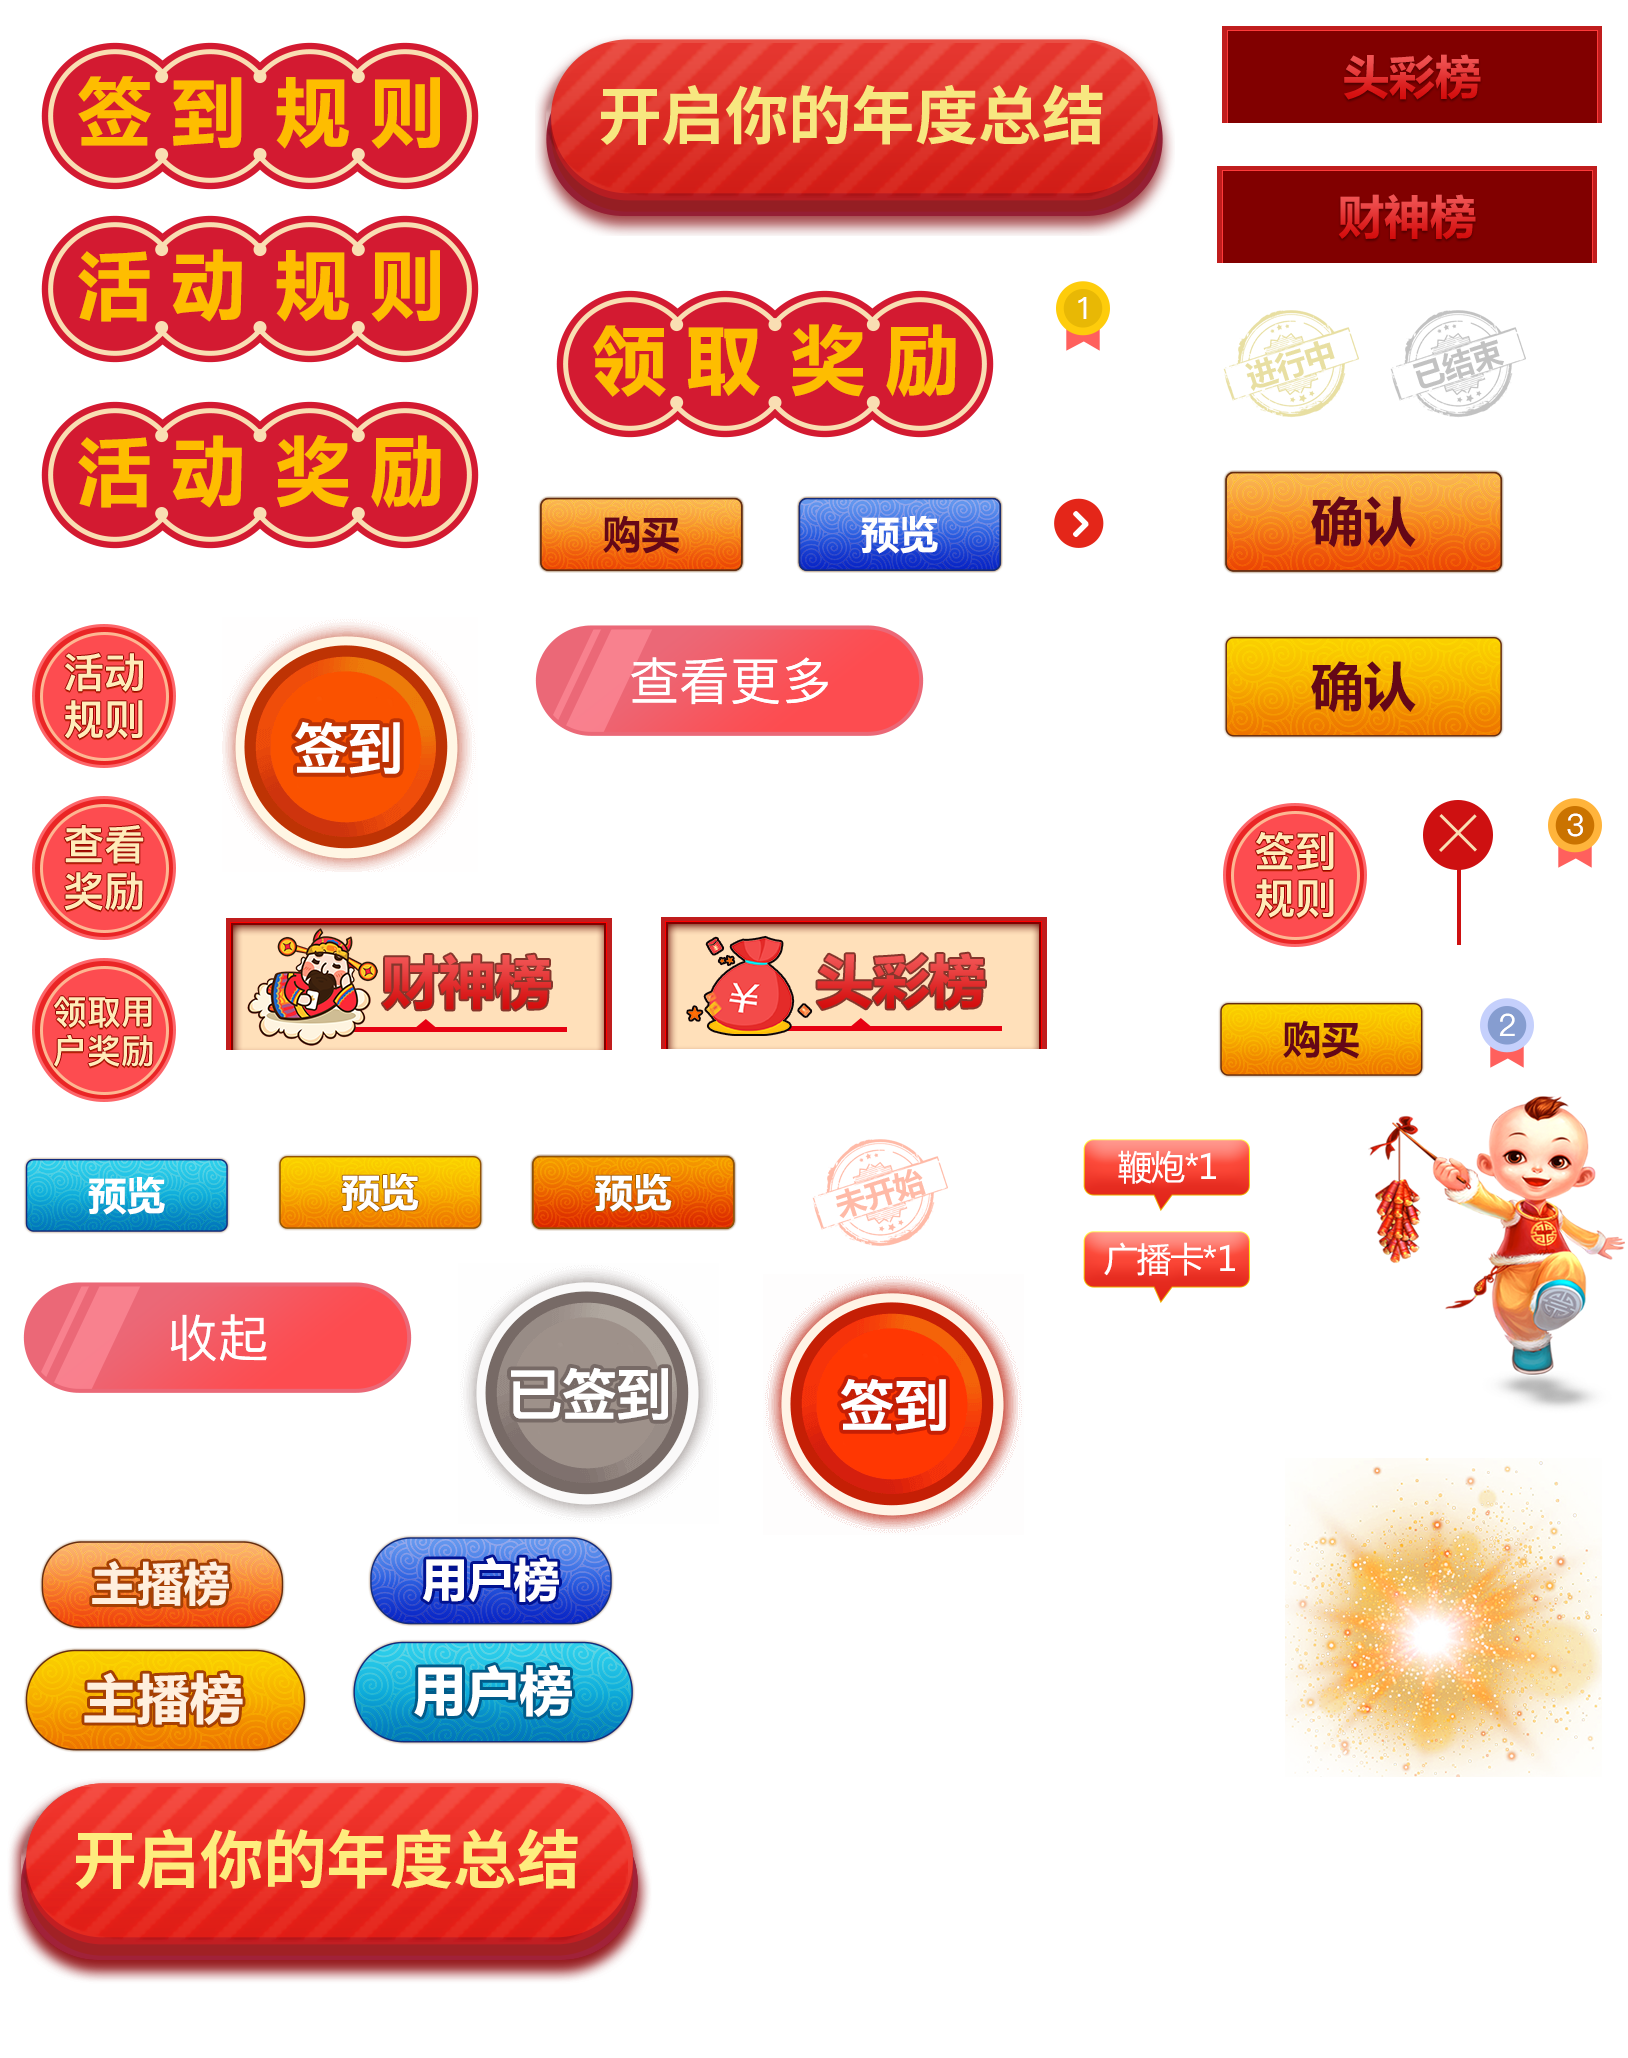 签到规则
开启你的年度总结
头彩榜
财神榜
活动规则
领取奖励
1
进行中
已结束
活动奖励
购买
预览
确认
活动
规则
签到
查看更多
确认
查看
奖励
签到
规则
3
财神榜
头彩榜
领取用
户奖励
购买
2
预览
预览
预览
未开始
鞭炮*1
广播卡*1
收起
已签到
签到
主播榜
用户榜
主播榜
用户榜
开启你的年度总结